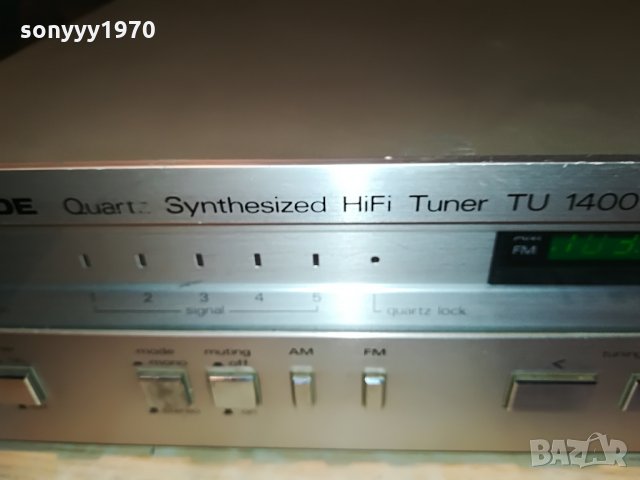 sonyyy1970
DE Quartz Synthesized HiFi Tuner TU 1400
FM
2 3 4 5
signal
quartz lock
mode
mono
stereo
muting
off
on
AM
FM
tuning
<
BAZAR
bg